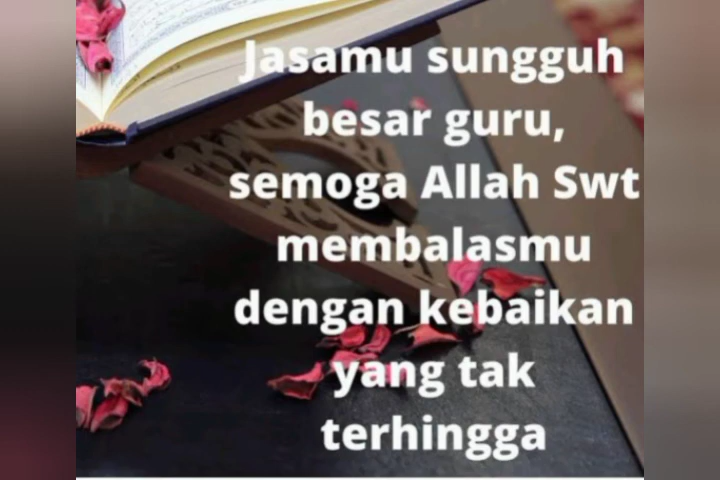 Jasamu sungguh
besar guru,
semoga Allah Swt
membalasmu
dengan kebaikan
yang tak
terhingga